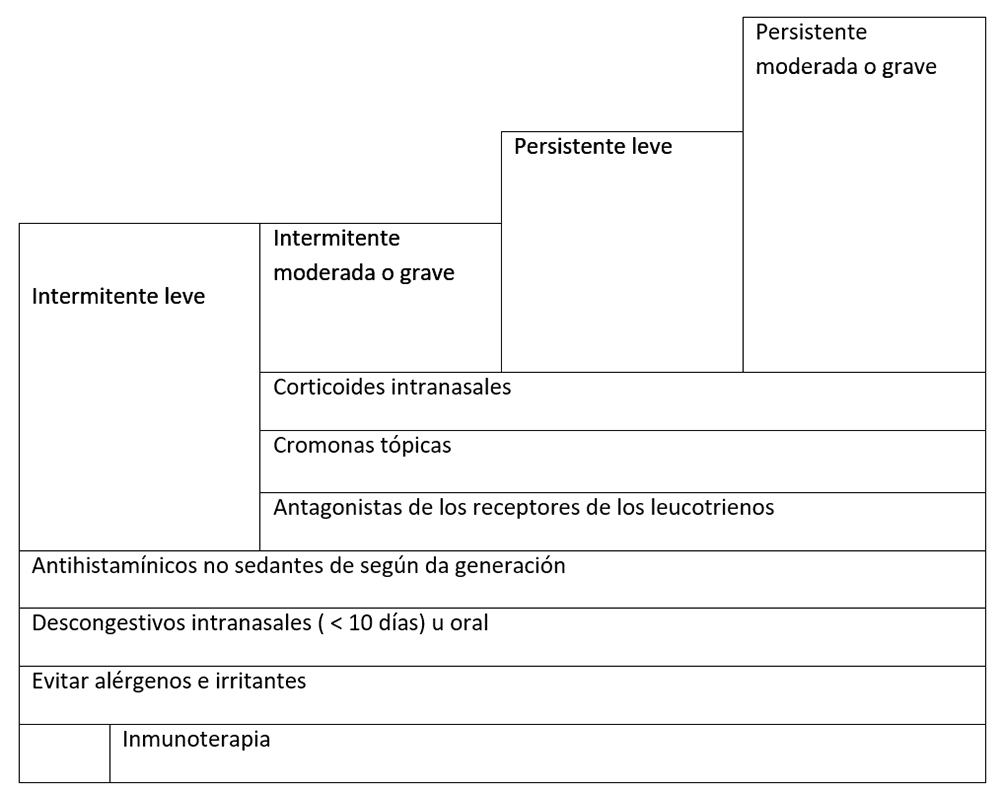 Persistente
moderada o grave
Persistente leve
Intermitente
moderada o grave
Intermitente leve
Corticoides intranasales
Cromonas tópicas
Antagonistas de los receptores de los leucotrienos
Antihistamínicos no sedantes de según da generación
Descongestivos intranasales ( < 10 días) u oral
Evitar alérgenos e irritantes
Inmunoterapia